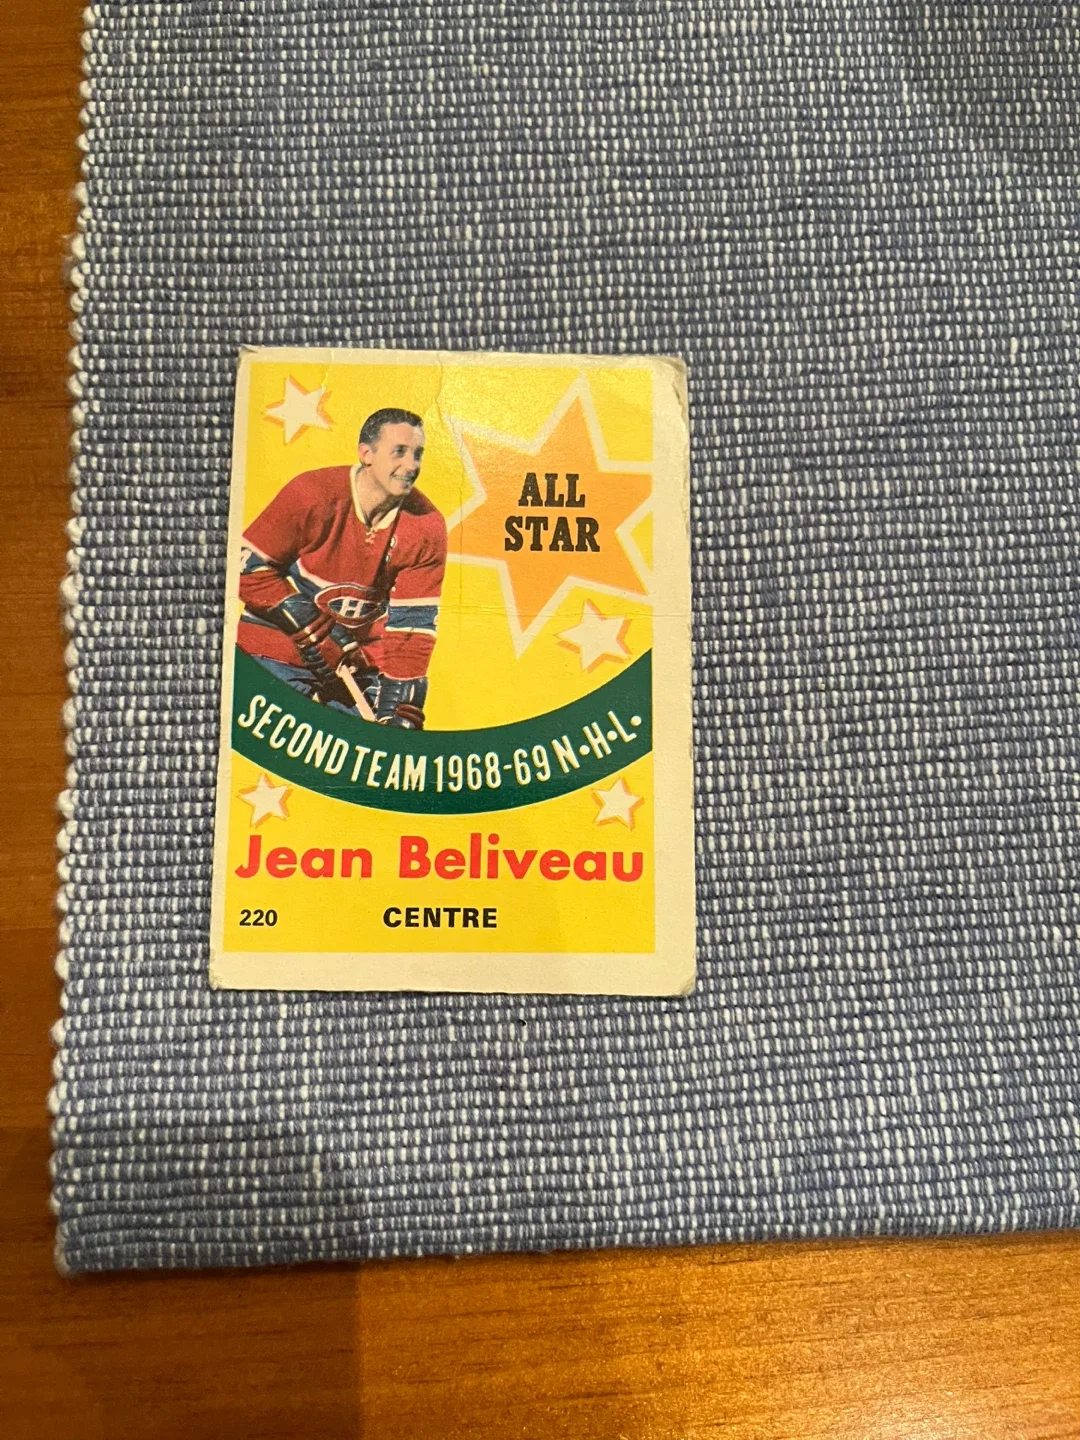 ALL
STAR
H
SECOND TEAM 1968-69 N·H·L·
Jean Beliveau
220 CENTRE